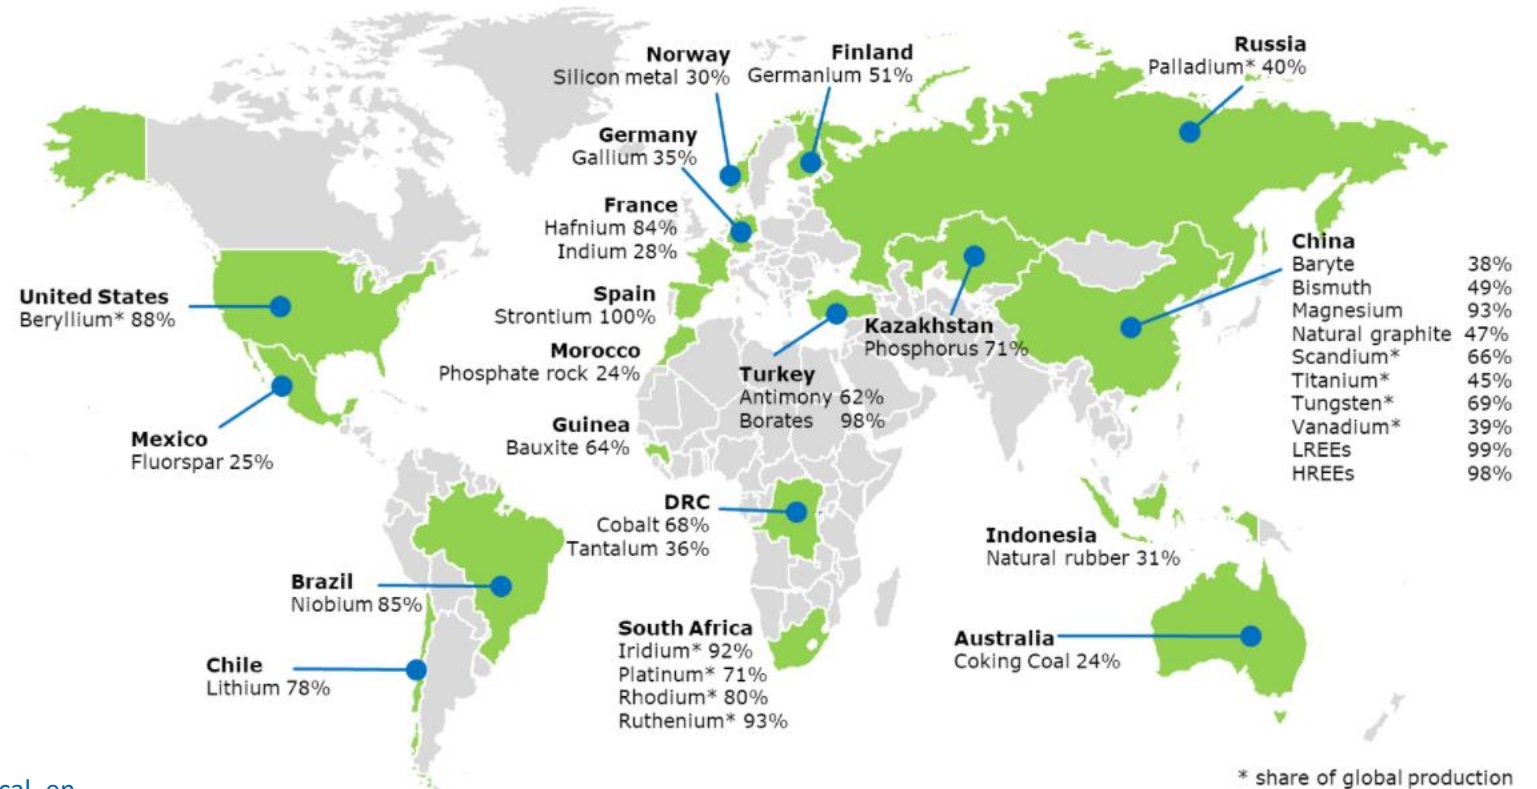 Norway
Silicon metal 30%
Finland
Germanium 51%
Russia
Palladium* 40%
Germany
Gallium 35%
France
Hafnium 84%
Indium 28%
China
Baryte 38%
Bismuth 49%
Magnesium 93%
Natural graphite 47%
Scandium* 66%
Titanium* 45%
Tungsten* 69%
Vanadium* 39%
LREEs 99%
HREEs 98%
United States
Beryllium* 88%
Spain
Strontium 100%
Kazakhstan
Phosphorus 71%
Morocco
Phosphate rock 24%
Turkey
Antimony 62%
Borates 98%
Mexico
Fluorspar 25%
Guinea
Bauxite 64%
DRC
Cobalt 68%
Tantalum 36%
Indonesia
Natural rubber 31%
Brazil
Niobium 85%
South Africa
Iridium* 92%
Platinum* 71%
Rhodium* 80%
Ruthenium* 93%
Australia
Coking Coal 24%
Chile
Lithium 78%
* share of global production